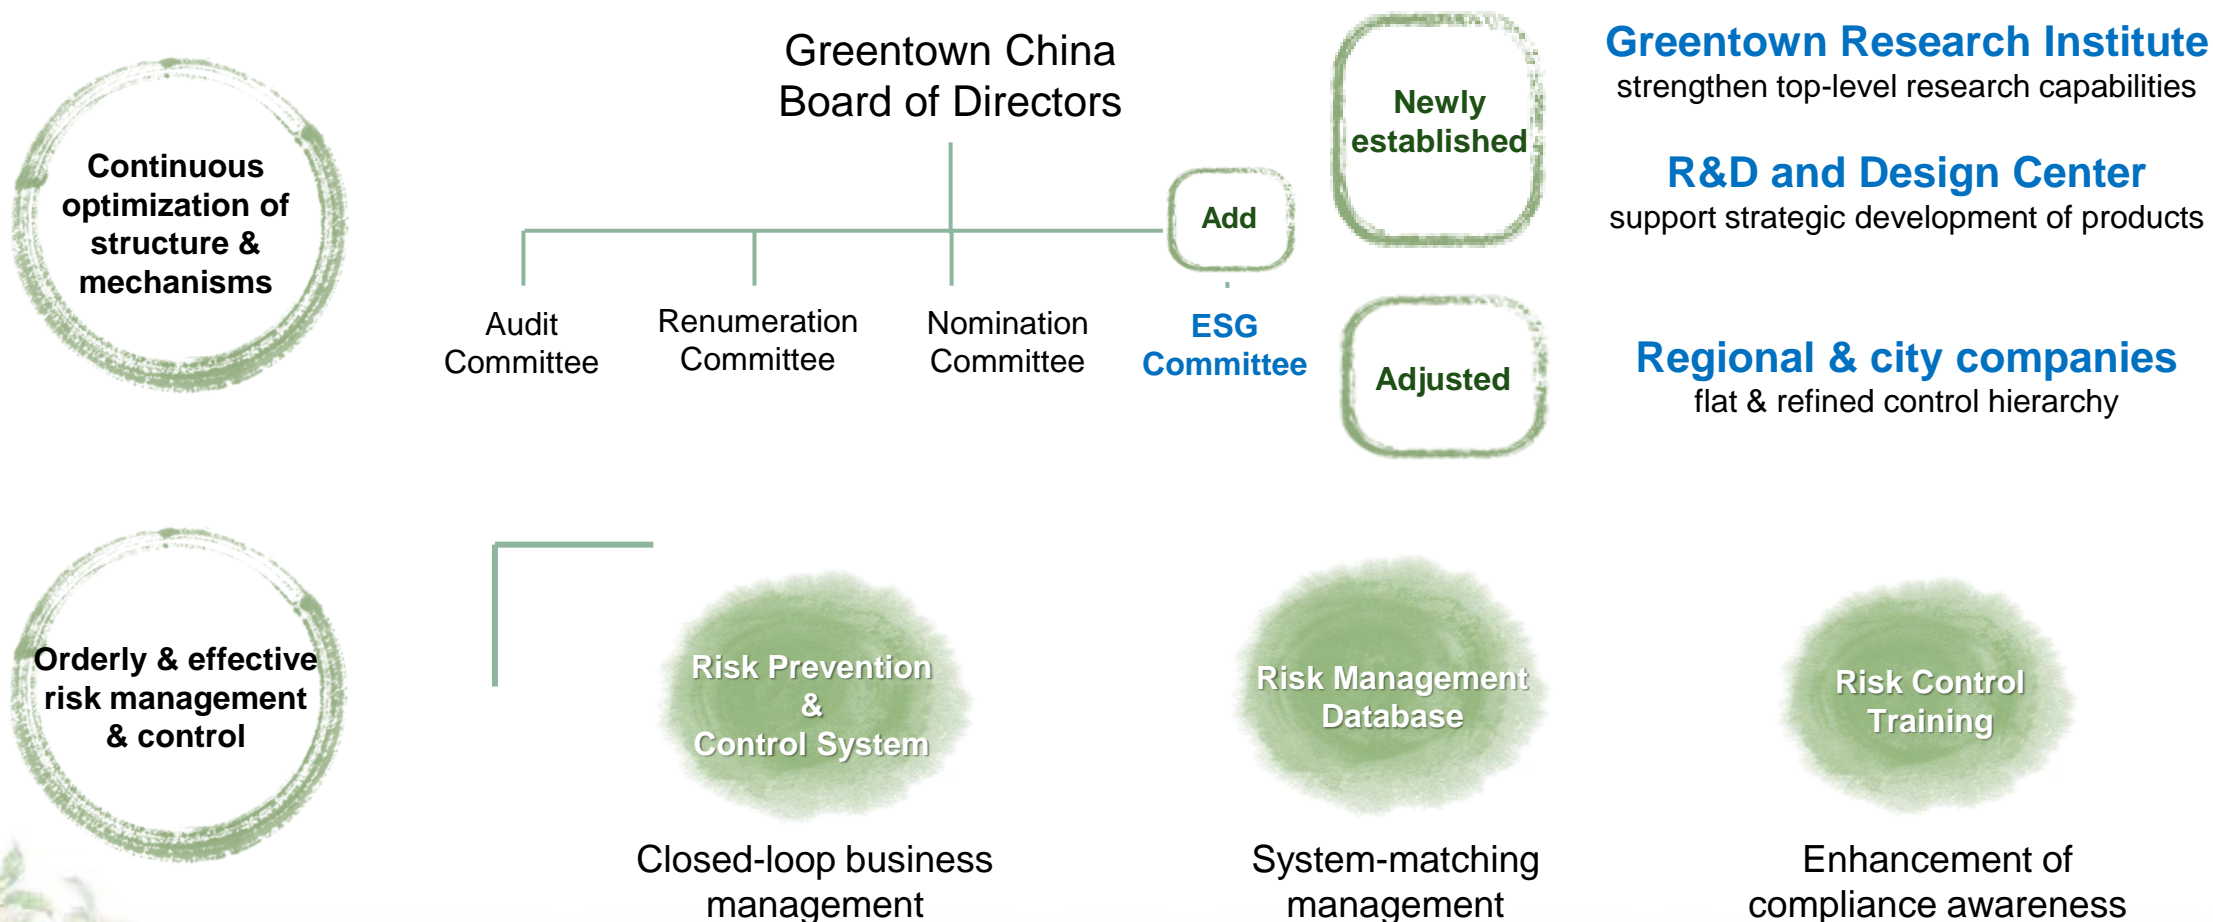 Continuous
optimization of
structure &
mechanisms
Greentown China
Board of Directors
Add
Audit
Committee
Renumeration
Committee
Nomination
Committee
ESG
Committee
Newly
established
Greentown Research Institute
strengthen top-level research capabilities
R&D and Design Center
support strategic development of products
Adjusted
Regional & city companies
flat & refined control hierarchy
Orderly & effective
risk management
& control
Risk Prevention
&
Control System
Closed-loop business
management
Risk Management
Database
System-matching
management
Risk Control
Training
Enhancement of
compliance awareness